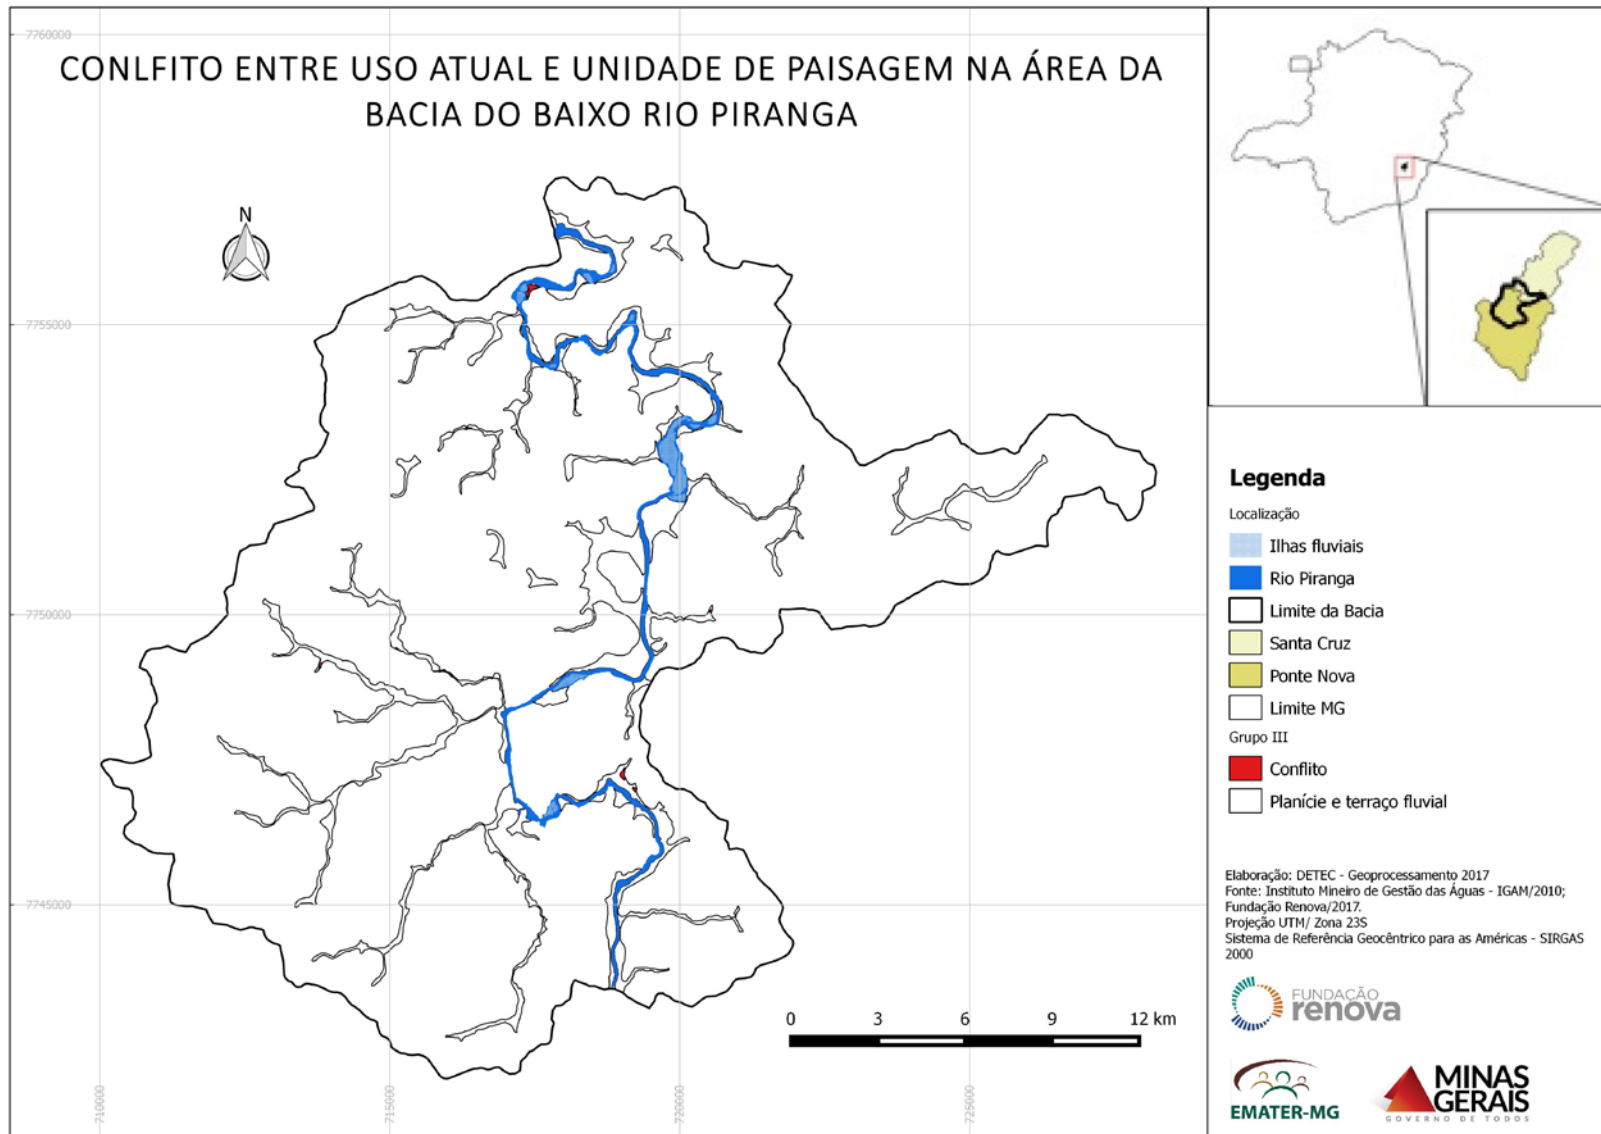 CONLFITO ENTRE USO ATUAL E UNIDADE DE PAISAGEM NA ÁREA DA
BACIA DO BAIXO RIO PIRANGA
7760000
7755000
7750000
7745000
N
710000
715000
720000
725000
0 3 6 9 12 km
Legenda
Localização
Ilhas fluviais
Rio Piranga
Limite da Bacia
Santa Cruz
Ponte Nova
Limite MG
Grupo III
Conflito
Planície e terraço fluvial
Elaboração: DETEC - Geoprocessamento 2017
Fonte: Instituto Mineiro de Gestão das Águas - IGAM/2010;
Fundação Renova/2017.
Projeção UTM/ Zona 23S
Sistema de Referência Geocêntrico para as Américas - SIRGAS
2000
FUNDAÇÃO
renova
EMATER-MG
MINAS
GERAIS
GOVERNO DE TODOS